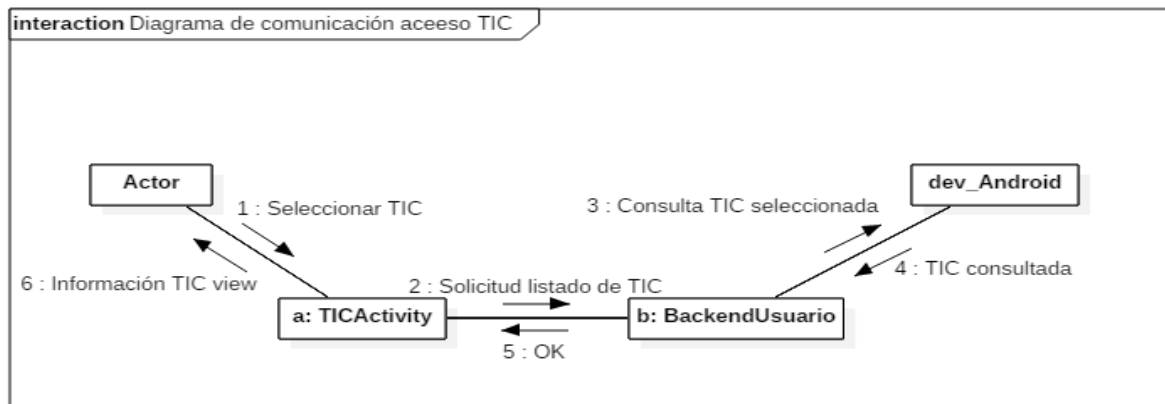 interaction Diagrama de comunicación aceeso TIC
Actor
dev_Android
1 : Seleccionar TIC
3 : Consulta TIC seleccionada
6 : Información TIC view
4 : TIC consultada
2 : Solicitud listado de TIC
a: TICActivity
b: BackendUsuario
5 : OK